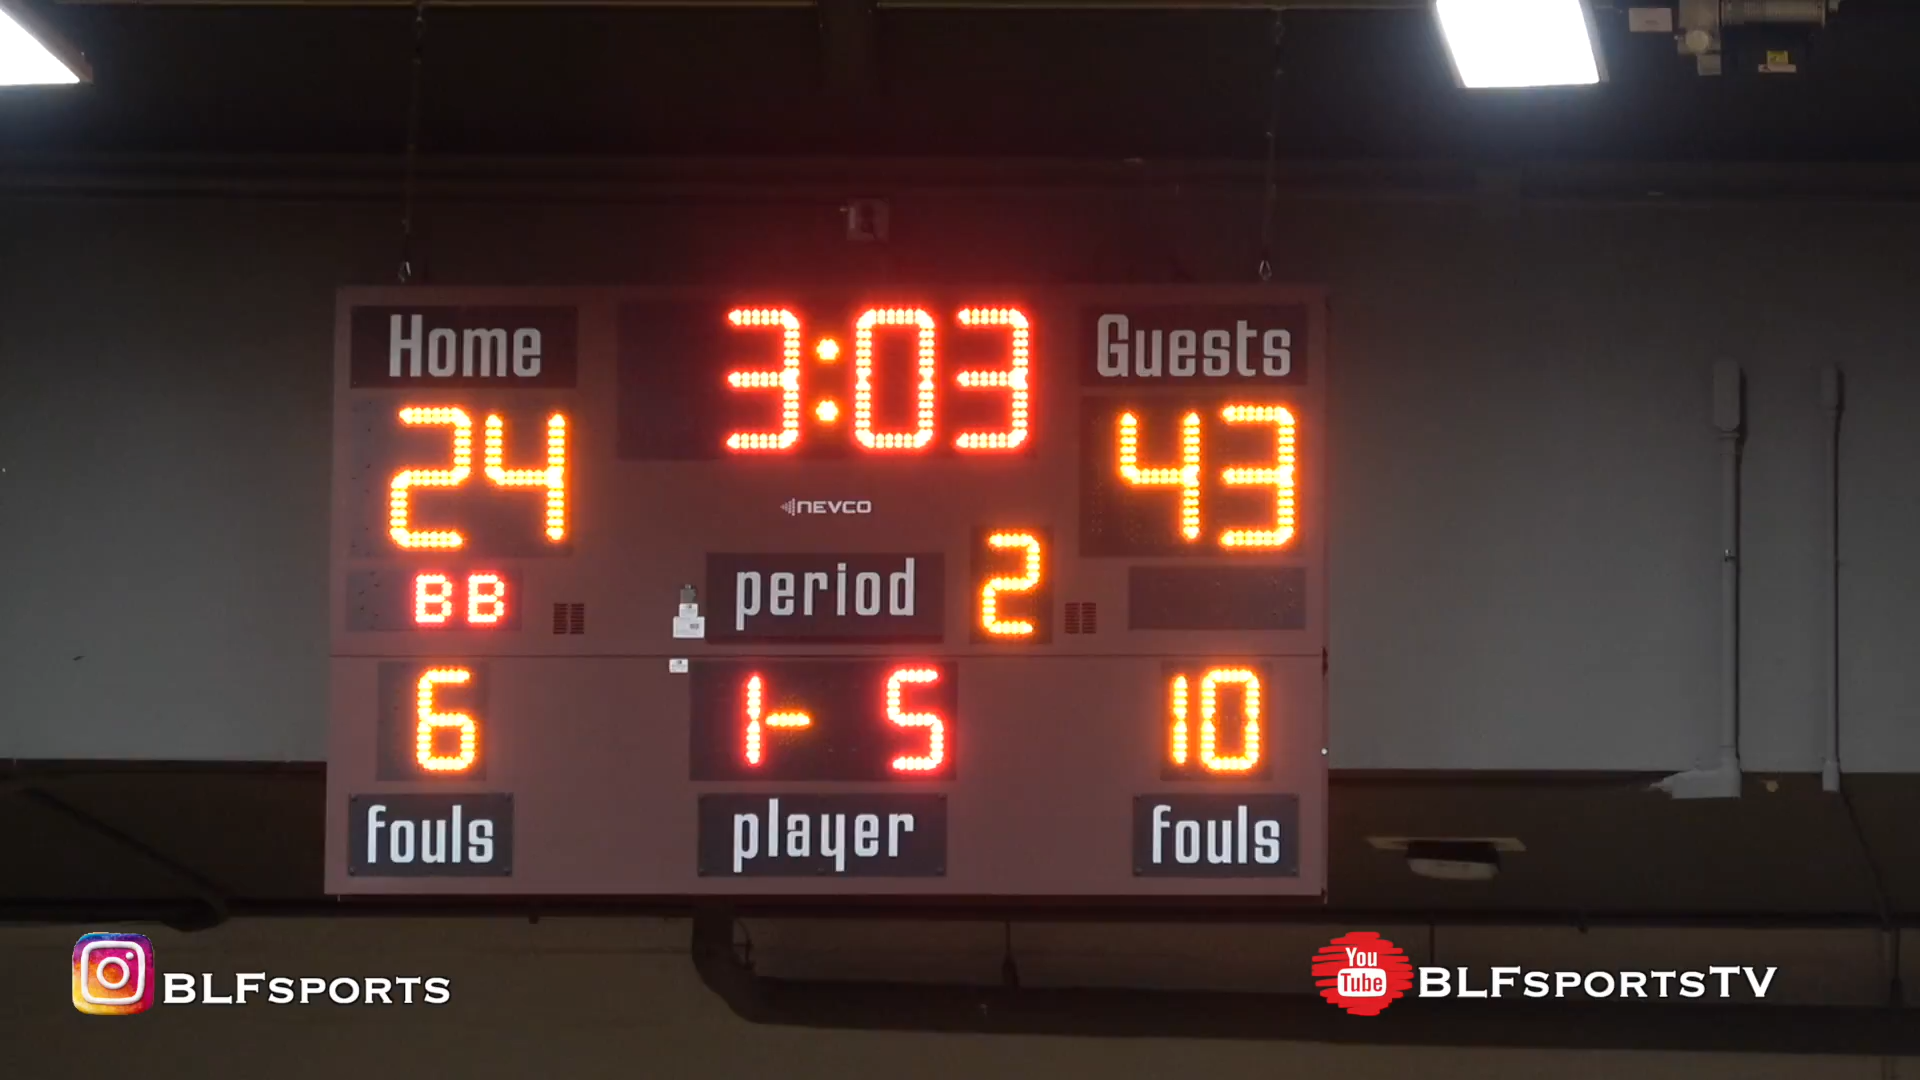 Home 3:03 Guests
24 43
NEVCO
BB period 2
6 1- 5 10
fouls player fouls
BLFSPORTS You Tube BLFSPORTSTV